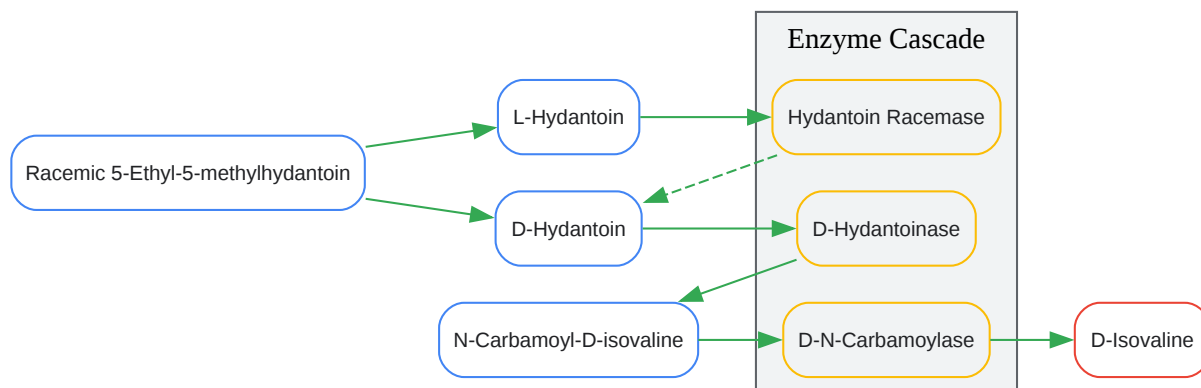 Enzyme Cascade
L-Hydantoin
Hydantoin Racemase
Racemic 5-Ethyl-5-methylhydantoin
D-Hydantoin
D-Hydantoinase
N-Carbamoyl-D-isovaline
D-N-Carbamoylase
D-Isovaline